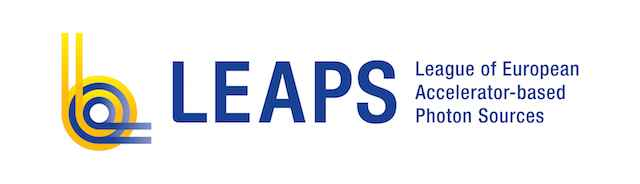 LEAPS
League of European
Accelerator-based
Photon Sources